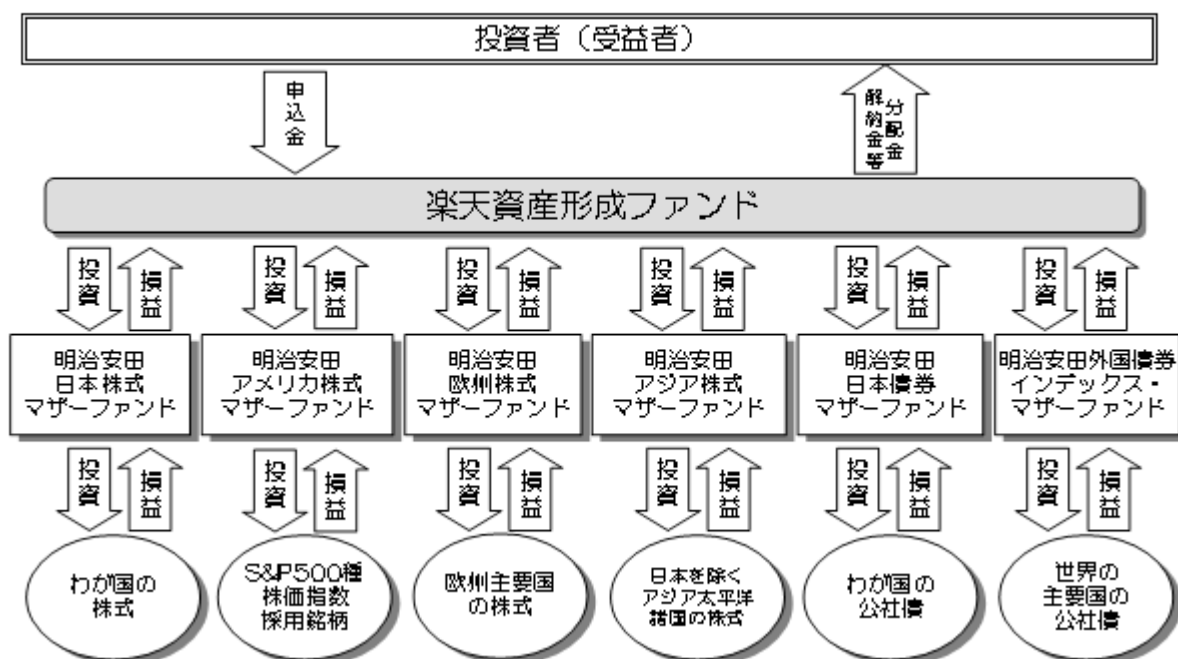 投資者（受益者）
申込金
解約金等
分配金
楽天資産形成ファンド
投資
損益
投資
損益
投資
損益
投資
損益
投資
損益
投資
損益
明治安田
日本株式
マザーファンド
明治安田
アメリカ株式
マザーファンド
明治安田
欧州株式
マザーファンド
明治安田
アジア株式
マザーファンド
明治安田
日本債券
マザーファンド
明治安田外国債券
インデックス・
マザーファンド
投資
損益
投資
損益
投資
損益
投資
損益
投資
損益
投資
損益
わが国の
株式
S&P500種
株価指数
採用銘柄
欧州主要国
の株式
日本を除く
アジア太平洋
諸国の株式
わが国の
公社債
世界の
主要国の
公社債